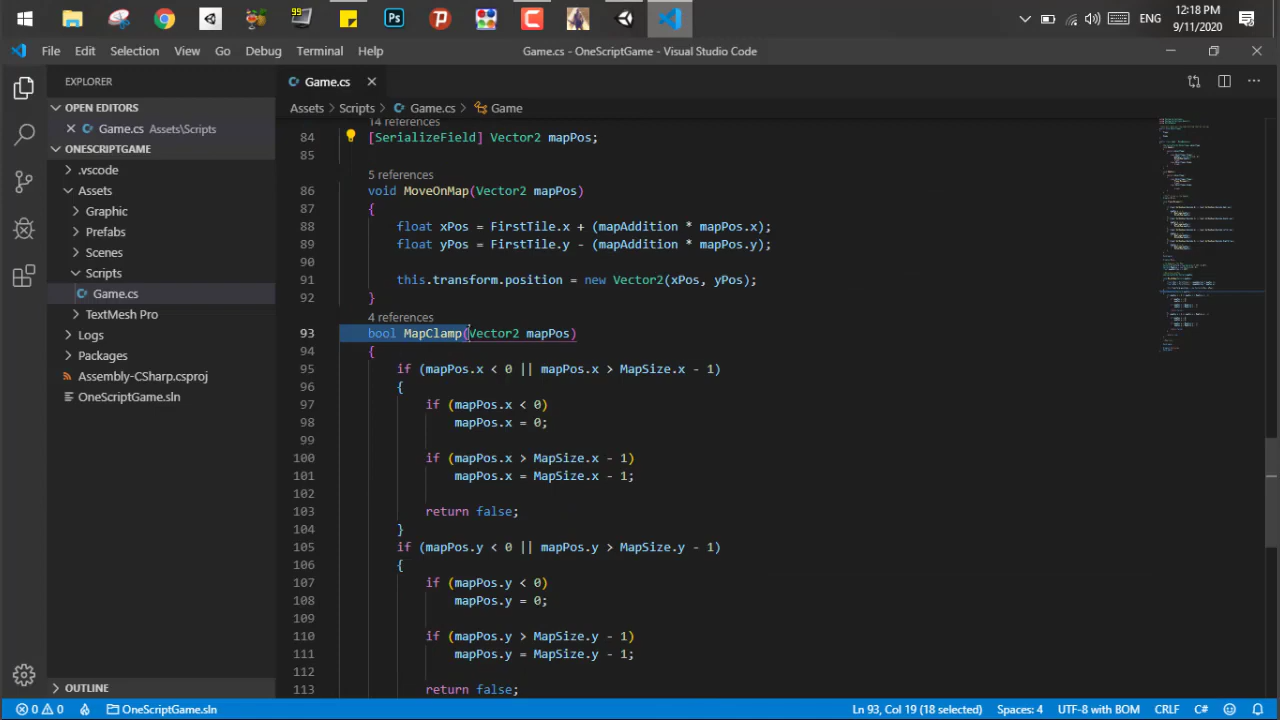 99
12:18 PM
ENG
9/11/2020
File Edit Selection View Go Debug Terminal Help
Game.cs - OneScriptGame - Visual Studio Code
EXPLORER
Game.cs
OPEN EDITORS
Assets > Scripts > Game.cs > Game
Game.cs Assets\Scripts
ONESCRIPTGAME
.vscode
Assets
Graphic
Prefabs
Scenes
Scripts
Game.cs
TextMesh Pro
Logs
Packages
Assembly-CSharp.csproj
OneScriptGame.sln
OUTLINE
14 references
84 [SerializeField] Vector2 mapPos;
85
5 references
86 void MoveOnMap(Vector2 mapPos)
87 {
88 float xPos = FirstTile.x + (mapAddition * mapPos.x);
89 float yPos = FirstTile.y - (mapAddition * mapPos.y);
90
91 this.transform.position = new Vector2(xPos, yPos);
92 }
4 references
93 bool MapClamp(Vector2 mapPos)
94 {
95 if (mapPos.x < 0 || mapPos.x > MapSize.x - 1)
96 {
97 if (mapPos.x < 0)
98 mapPos.x = 0;
99
100 if (mapPos.x > MapSize.x - 1)
101 mapPos.x = MapSize.x - 1;
102
103 return false;
104 }
105 if (mapPos.y < 0 || mapPos.y > MapSize.y - 1)
106 {
107 if (mapPos.y < 0)
108 mapPos.y = 0;
109
110 if (mapPos.y > MapSize.y - 1)
111 mapPos.y = MapSize.y - 1;
112
113 return false;
0 0 OneScriptGame.sln
Ln 93, Col 19 (18 selected) Spaces: 4 UTF-8 with BOM CRLF C#